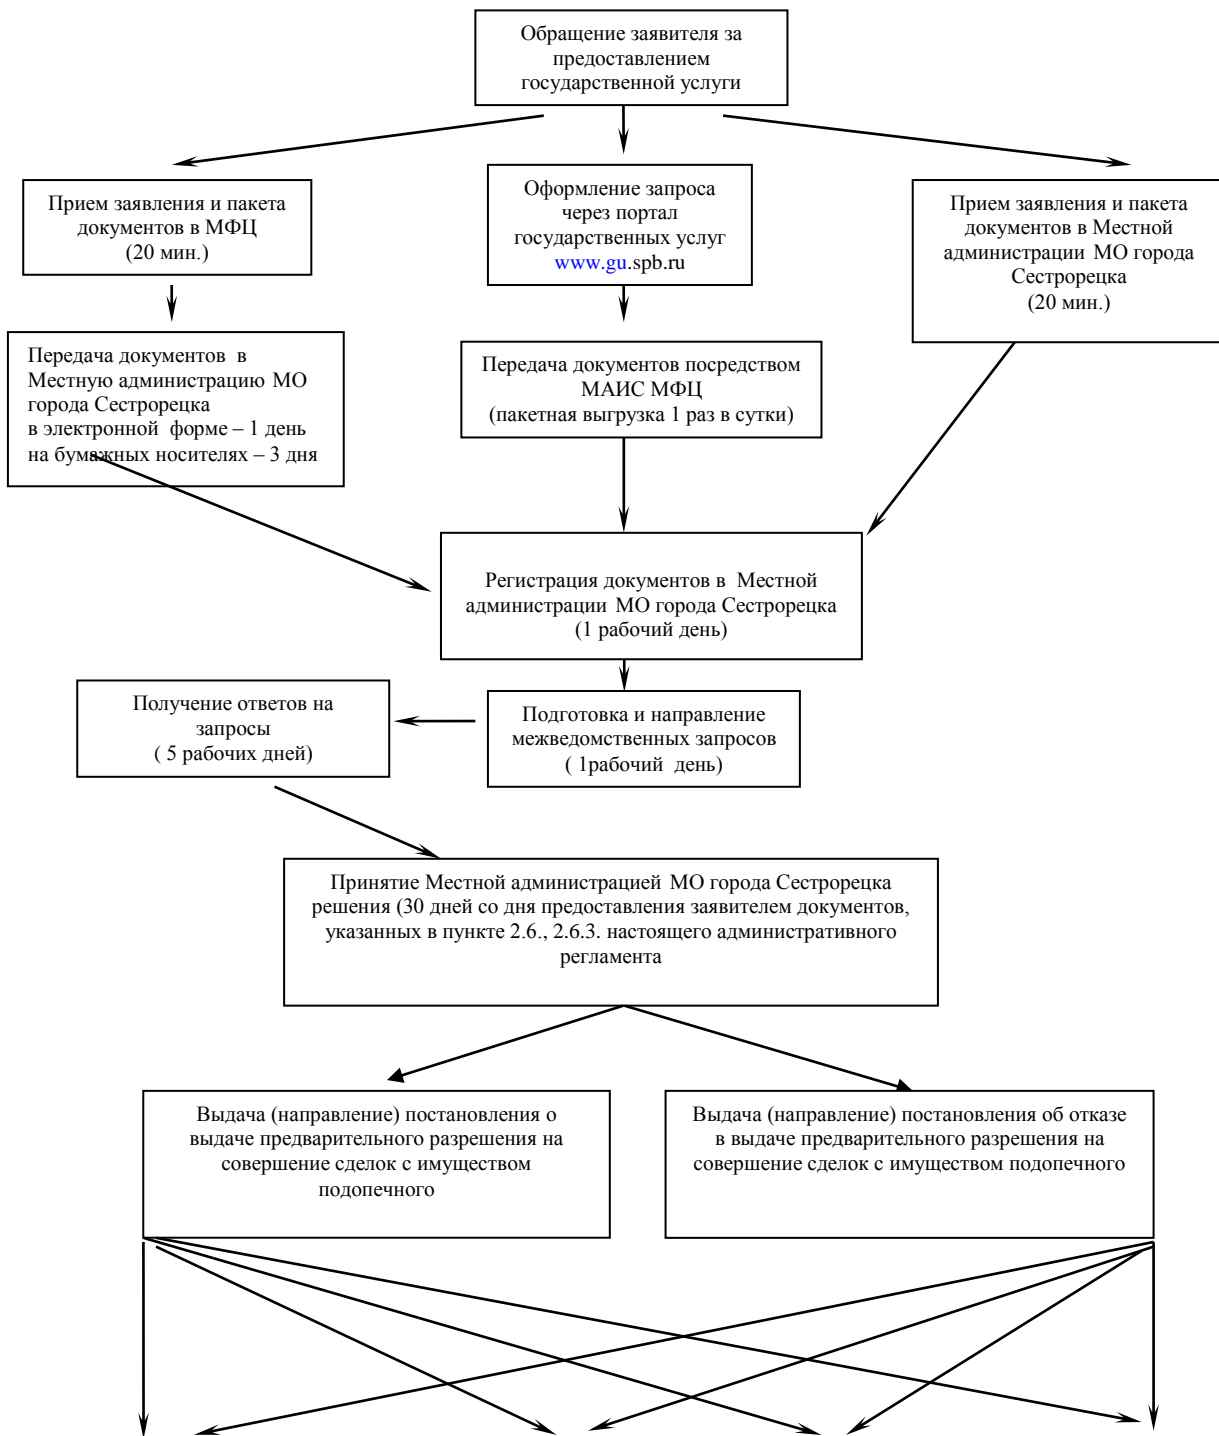 Обращение заявителя за
предоставлением
государственной услуги
Прием заявления и пакета
документов в МФЦ
(20 мин.)
Оформление запроса
через портал
государственных услуг
www.gu.spb.ru
Прием заявления и пакета
документов в Местной
администрации МО города
Сестрорецка
(20 мин.)
Передача документов в
Местную администрацию МО
города Сестрорецка
в электронной форме – 1 день
на бумажных носителях – 3 дня
Передача документов посредством
МАИС МФЦ
(пакетная выгрузка 1 раз в сутки)
Регистрация документов в Местной
администрации МО города Сестрорецка
(1 рабочий день)
Получение ответов на
запросы
( 5 рабочих дней)
Подготовка и направление
межведомственных запросов
( 1рабочий день)
Принятие Местной администрацией МО города Сестрорецка
решения (30 дней со дня предоставления заявителем документов,
указанных в пункте 2.6., 2.6.3. настоящего административного
регламента
Выдача (направление) постановления о
выдаче предварительного разрешения на
совершение сделок с имуществом
подопечного
Выдача (направление) постановления об отказе
в выдаче предварительного разрешения на
совершение сделок с имуществом подопечного